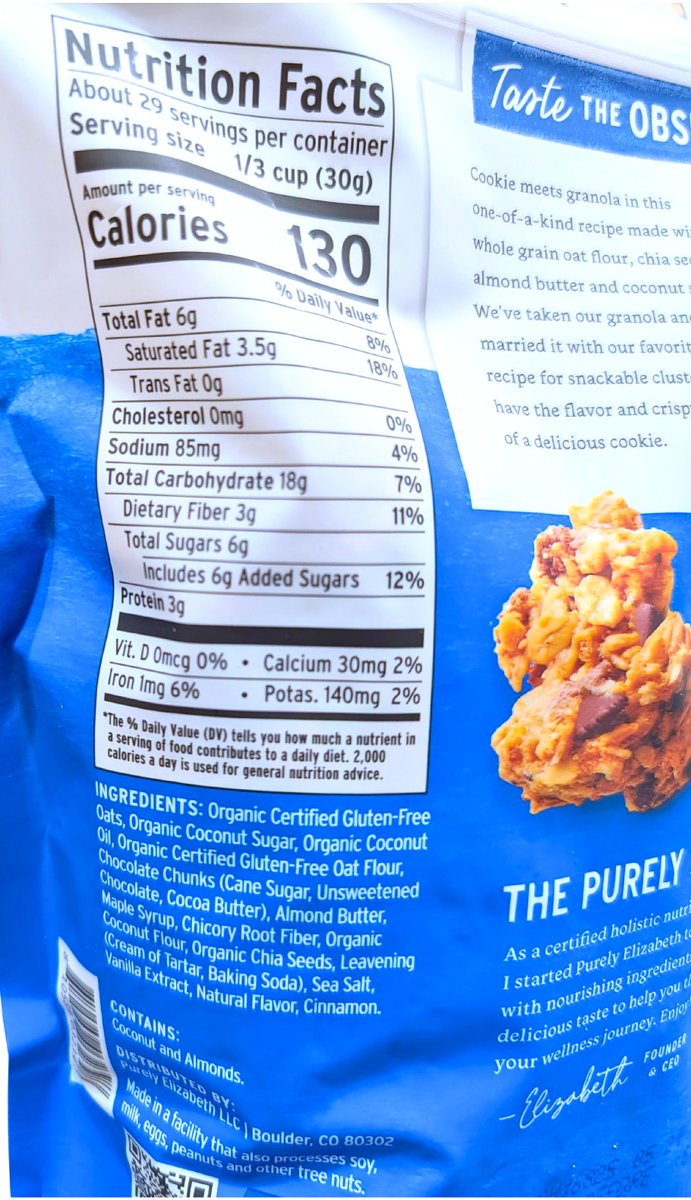 Nutrition Facts
About 29 servings per container
Serving size 1/3 cup (30g)
Amount per serving
Calories 130
% Daily Value*
Total Fat 6g 8%
Saturated Fat 3.5g 18%
Trans Fat 0g
Cholesterol 0mg 0%
Sodium 85mg 4%
Total Carbohydrate 18g 7%
Dietary Fiber 3g 11%
Total Sugars 6g
Includes 6g Added Sugars 12%
Protein 3g
Vit. D 0mcg 0% • Calcium 30mg 2%
Iron 1mg 6% • Potas. 140mg 2%
*The % Daily Value (DV) tells you how much a nutrient in
a serving of food contributes to a daily diet. 2,000
calories a day is used for general nutrition advice.
INGREDIENTS: Organic Certified Gluten-Free
Oats, Organic Coconut Sugar, Organic Coconut
Oil, Organic Certified Gluten-Free Oat Flour,
Chocolate Chunks (Cane Sugar, Unsweetened
Chocolate, Cocoa Butter), Almond Butter,
Maple Syrup, Chicory Root Fiber, Organic
Coconut Flour, Organic Chia Seeds, Leavening
(Cream of Tartar, Baking Soda), Sea Salt,
Vanilla Extract, Natural Flavor, Cinnamon.
CONTAINS:
Coconut and Almonds.
DISTRIBUTED BY:
Purely Elizabeth LLC | Boulder, CO 80302
Made in a facility that also processes soy,
milk, eggs, peanuts and other tree nuts.
Taste THE OBS
Cookie meets granola in this
one-of-a-kind recipe made wi
whole grain oat flour, chia see
almond butter and coconut s
We've taken our granola an
married it with our favorit
recipe for snackable clust
have the flavor and crisp
of a delicious cookie.
THE PURELY
As a certified holistic nutri
I started Purely Elizabeth to
with nourishing ingredient
delicious taste to help you th
your wellness journey. Enjoy
–Elizabeth FOUNDER
& CEO